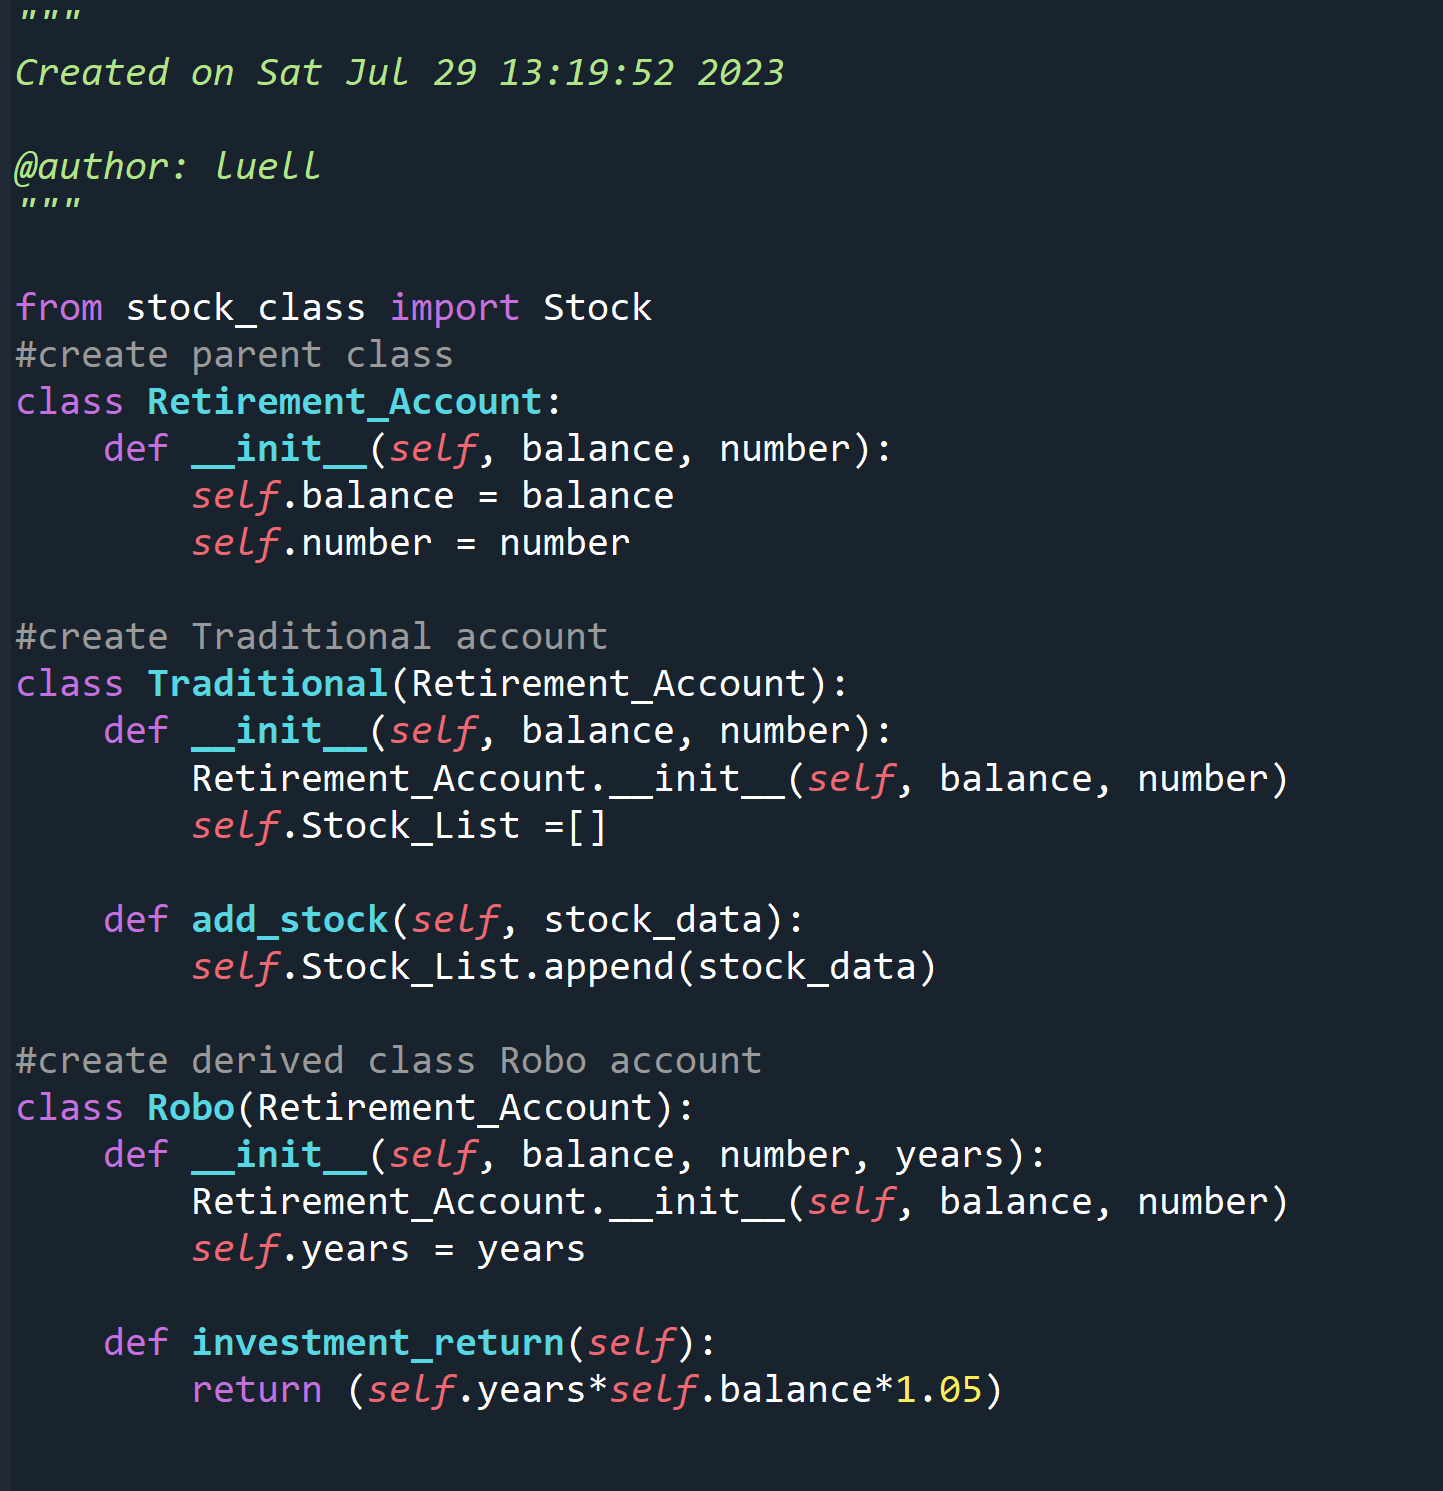 """
Created on Sat Jul 29 13:19:52 2023

@author: luell
"""

from stock_class import Stock
#create parent class
class Retirement_Account:
    def __init__(self, balance, number):
        self.balance = balance
        self.number = number

#create Traditional account
class Traditional(Retirement_Account):
    def __init__(self, balance, number):
        Retirement_Account.__init__(self, balance, number)
        self.Stock_List =[]

    def add_stock(self, stock_data):
        self.Stock_List.append(stock_data)

#create derived class Robo account
class Robo(Retirement_Account):
    def __init__(self, balance, number, years):
        Retirement_Account.__init__(self, balance, number)
        self.years = years

    def investment_return(self):
        return (self.years*self.balance*1.05)